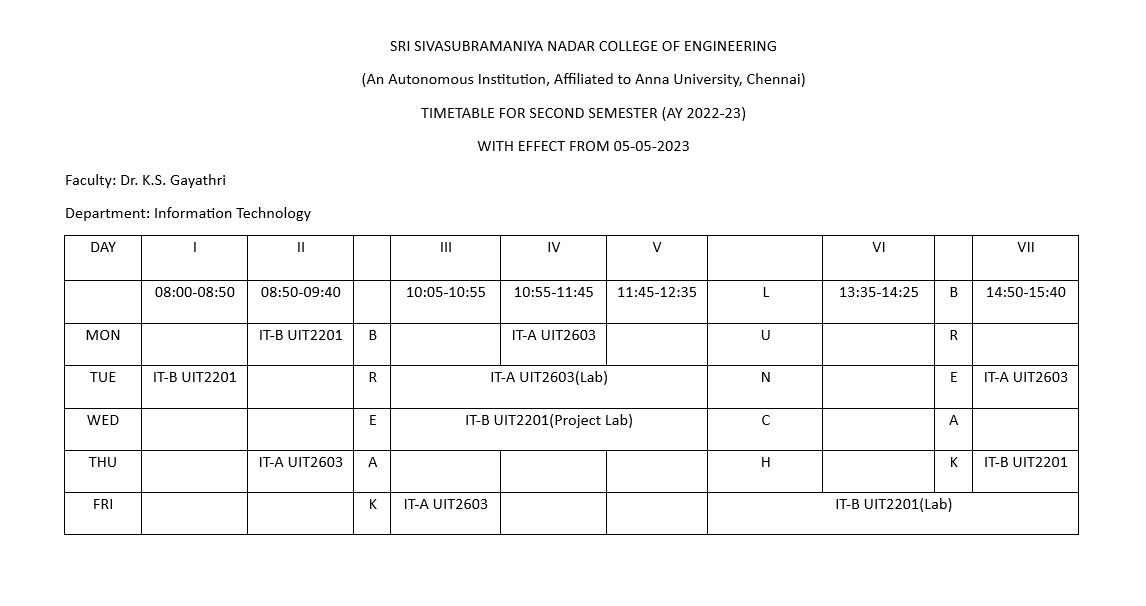 SRI SIVASUBRAMANIYA NADAR COLLEGE OF ENGINEERING
(An Autonomous Institution, Affiliated to Anna University, Chennai)
TIMETABLE FOR SECOND SEMESTER (AY 2022-23)
WITH EFFECT FROM 05-05-2023
Faculty: Dr. K.S. Gayathri
Department: Information Technology
DAY I II III IV V VI VII
08:00-08:50 08:50-09:40 10:05-10:55 10:55-11:45 11:45-12:35 L 13:35-14:25 B 14:50-15:40
MON IT-B UIT2201 B IT-A UIT2603 U R
TUE IT-B UIT2201 R IT-A UIT2603(Lab) N E IT-A UIT2603
WED E IT-B UIT2201(Project Lab) C A
THU IT-A UIT2603 A H K IT-B UIT2201
FRI K IT-A UIT2603 IT-B UIT2201(Lab)